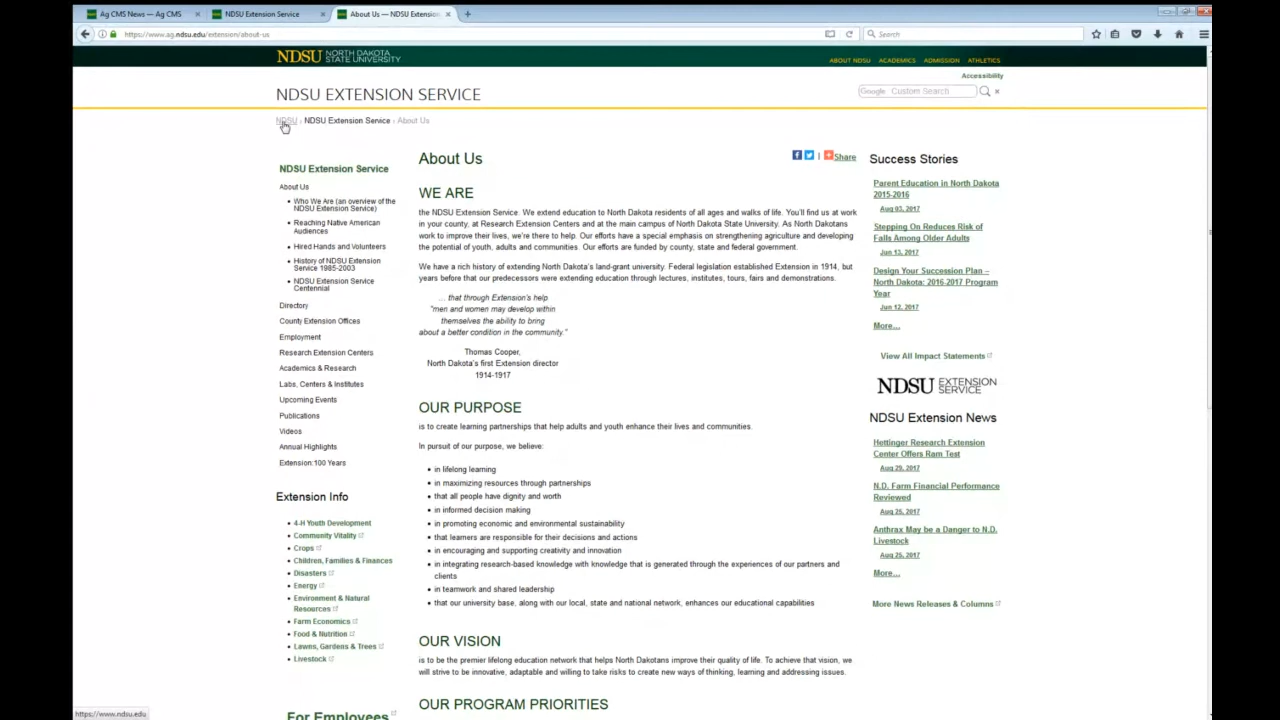 Ag CMS News — Ag CMS
NDSU Extension Service
About Us — NDSU Extension
https://www.ag.ndsu.edu/extension/about-us
Search
NDSU NORTH DAKOTA STATE UNIVERSITY
ABOUT NDSU ACADEMICS ADMISSION ATHLETICS
Accessibility
NDSU EXTENSION SERVICE
Google Custom Search
NDSU › NDSU Extension Service › About Us
NDSU Extension Service
About Us
Who We Are (an overview of the
NDSU Extension Service)
Reaching Native American
Audiences
Hired Hands and Volunteers
History of NDSU Extension
Service 1985-2003
NDSU Extension Service
Centennial
Directory
County Extension Offices
Employment
Research Extension Centers
Academics & Research
Labs, Centers & Institutes
Upcoming Events
Publications
Videos
Annual Highlights
Extension:100 Years
Extension Info
4-H Youth Development
Community Vitality
Crops
Children, Families & Finances
Disasters
Energy
Environment & Natural
Resources
Farm Economics
Food & Nutrition
Lawns, Gardens & Trees
Livestock
For Employees
About Us
Share
WE ARE
the NDSU Extension Service. We extend education to North Dakota residents of all ages and walks of life. You'll find us at work
in your county, at Research Extension Centers and at the main campus of North Dakota State University. As North Dakotans
work to improve their lives, we're there to help. Our efforts have a special emphasis on strengthening agriculture and developing
the potential of youth, adults and communities. Our efforts are funded by county, state and federal government.
We have a rich history of extending North Dakota's land-grant university. Federal legislation established Extension in 1914, but
years before that our predecessors were extending education through lectures, institutes, tours, fairs and demonstrations.
… that through Extension's help
"men and women may develop within
themselves the ability to bring
about a better condition in the community."
Thomas Cooper,
North Dakota's first Extension director
1914-1917
OUR PURPOSE
is to create learning partnerships that help adults and youth enhance their lives and communities.
In pursuit of our purpose, we believe:
in lifelong learning
in maximizing resources through partnerships
that all people have dignity and worth
in informed decision making
in promoting economic and environmental sustainability
that learners are responsible for their decisions and actions
in encouraging and supporting creativity and innovation
in integrating research-based knowledge with knowledge that is generated through the experiences of our partners and
clients
in teamwork and shared leadership
that our university base, along with our local, state and national network, enhances our educational capabilities
OUR VISION
is to be the premier lifelong education network that helps North Dakotans improve their quality of life. To achieve that vision, we
will strive to be innovative, adaptable and willing to take risks to create new ways of thinking, learning and addressing issues.
OUR PROGRAM PRIORITIES
Success Stories
Parent Education in North Dakota
2015-2016
Aug 03, 2017
Stepping On Reduces Risk of
Falls Among Older Adults
Jun 13, 2017
Design Your Succession Plan –
North Dakota: 2016-2017 Program
Year
Jun 12, 2017
More…
View All Impact Statements
NDSU EXTENSION SERVICE
NDSU Extension News
Hettinger Research Extension
Center Offers Ram Test
Aug 29, 2017
N.D. Farm Financial Performance
Reviewed
Aug 25, 2017
Anthrax May be a Danger to N.D.
Livestock
Aug 25, 2017
More…
More News Releases & Columns
https://www.ndsu.edu